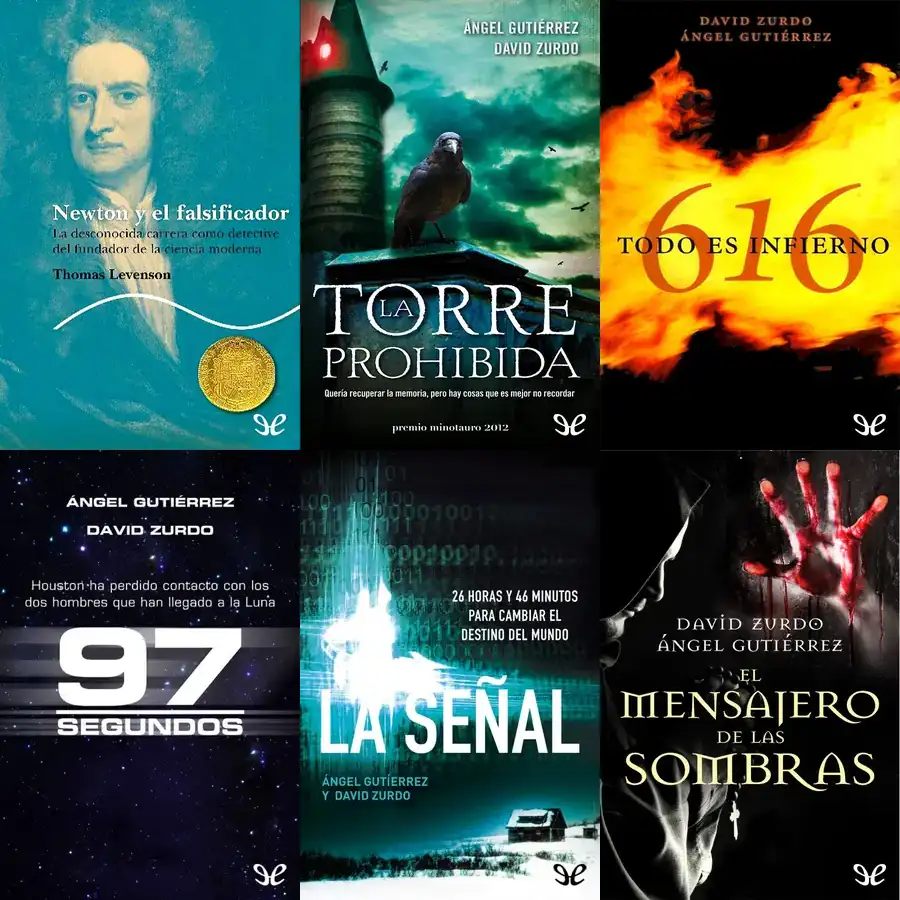 Newton y el falsificador
La desconocida carrera como detective
del fundador de la ciencia moderna
Thomas Levenson
ÁNGEL GUTIÉRREZ
DAVID ZURDO
LA
TORRE
PROHIBIDA
Quería recuperar la memoria, pero hay cosas que es mejor no recordar
premio minotauro 2012
DAVID ZURDO
ÁNGEL GUTIÉRREZ
616
TODO ES INFIERNO
ÁNGEL GUTIÉRREZ
DAVID ZURDO
Houston ha perdido contacto con los
dos hombres que han llegado a la Luna
97
SEGUNDOS
26 HORAS Y 46 MINUTOS
PARA CAMBIAR EL
DESTINO DEL MUNDO
LA SEÑAL
ÁNGEL GUTIÉRREZ
Y DAVID ZURDO
DAVID ZURDO
ÁNGEL GUTIÉRREZ
EL
MENSAJERO
DE LAS
SOMBRAS